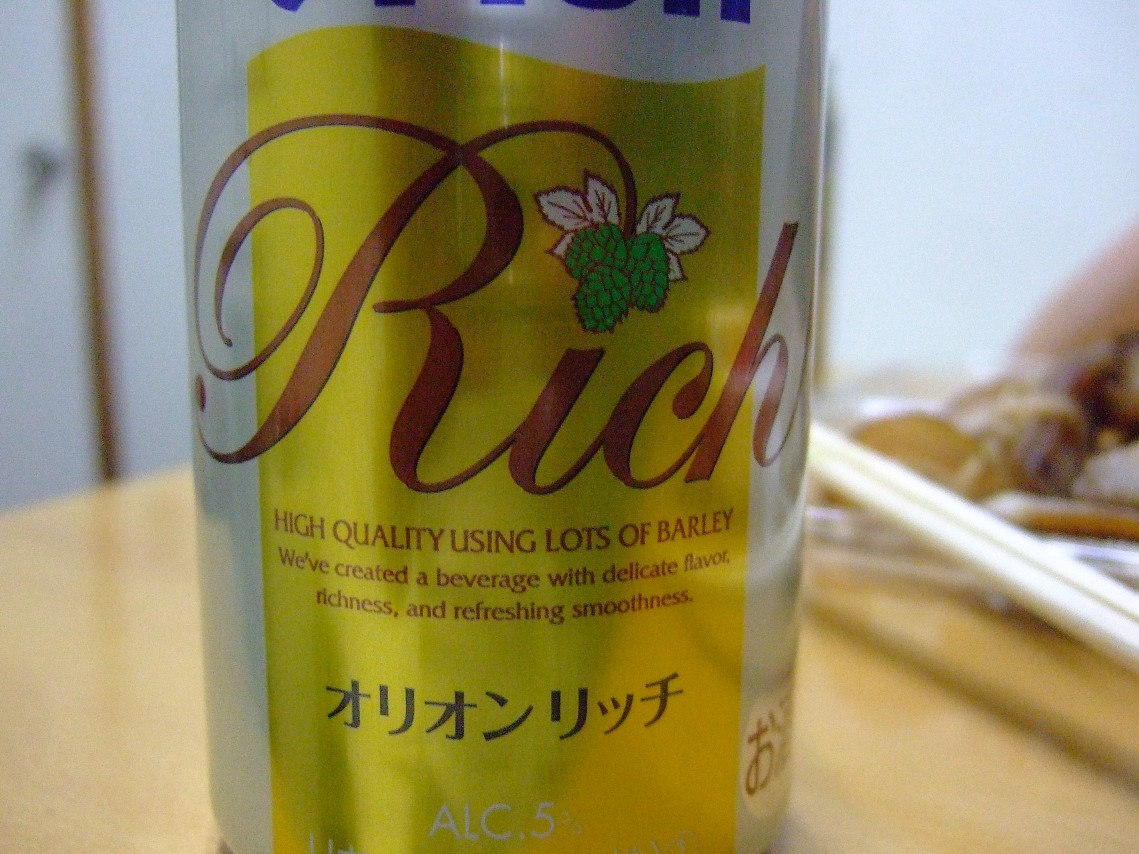 Rich
HIGH QUALITY USING LOTS OF BARLEY
We've created a beverage with delicate flavor,
richness, and refreshing smoothness.
オリオンリッチ
お
ALC.5%